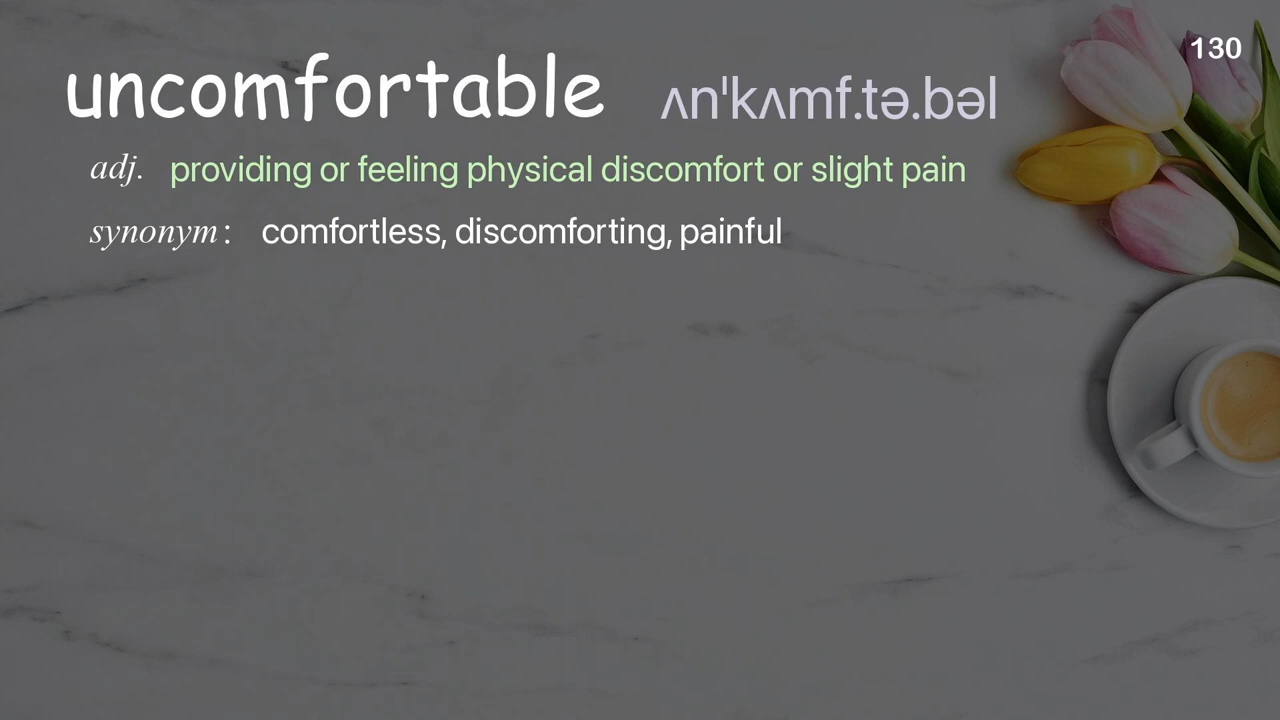 130
uncomfortable ʌnˈkʌmf.tə.bəl
adj. providing or feeling physical discomfort or slight pain
synonym : comfortless, discomforting, painful